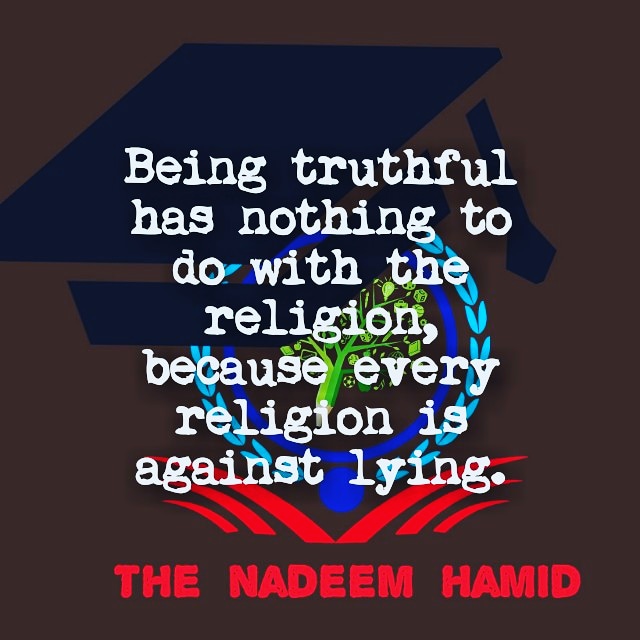 Being truthful
has nothing to
do with the
religion,
because every
religion is
against lying.
THE NADEEM HAMID